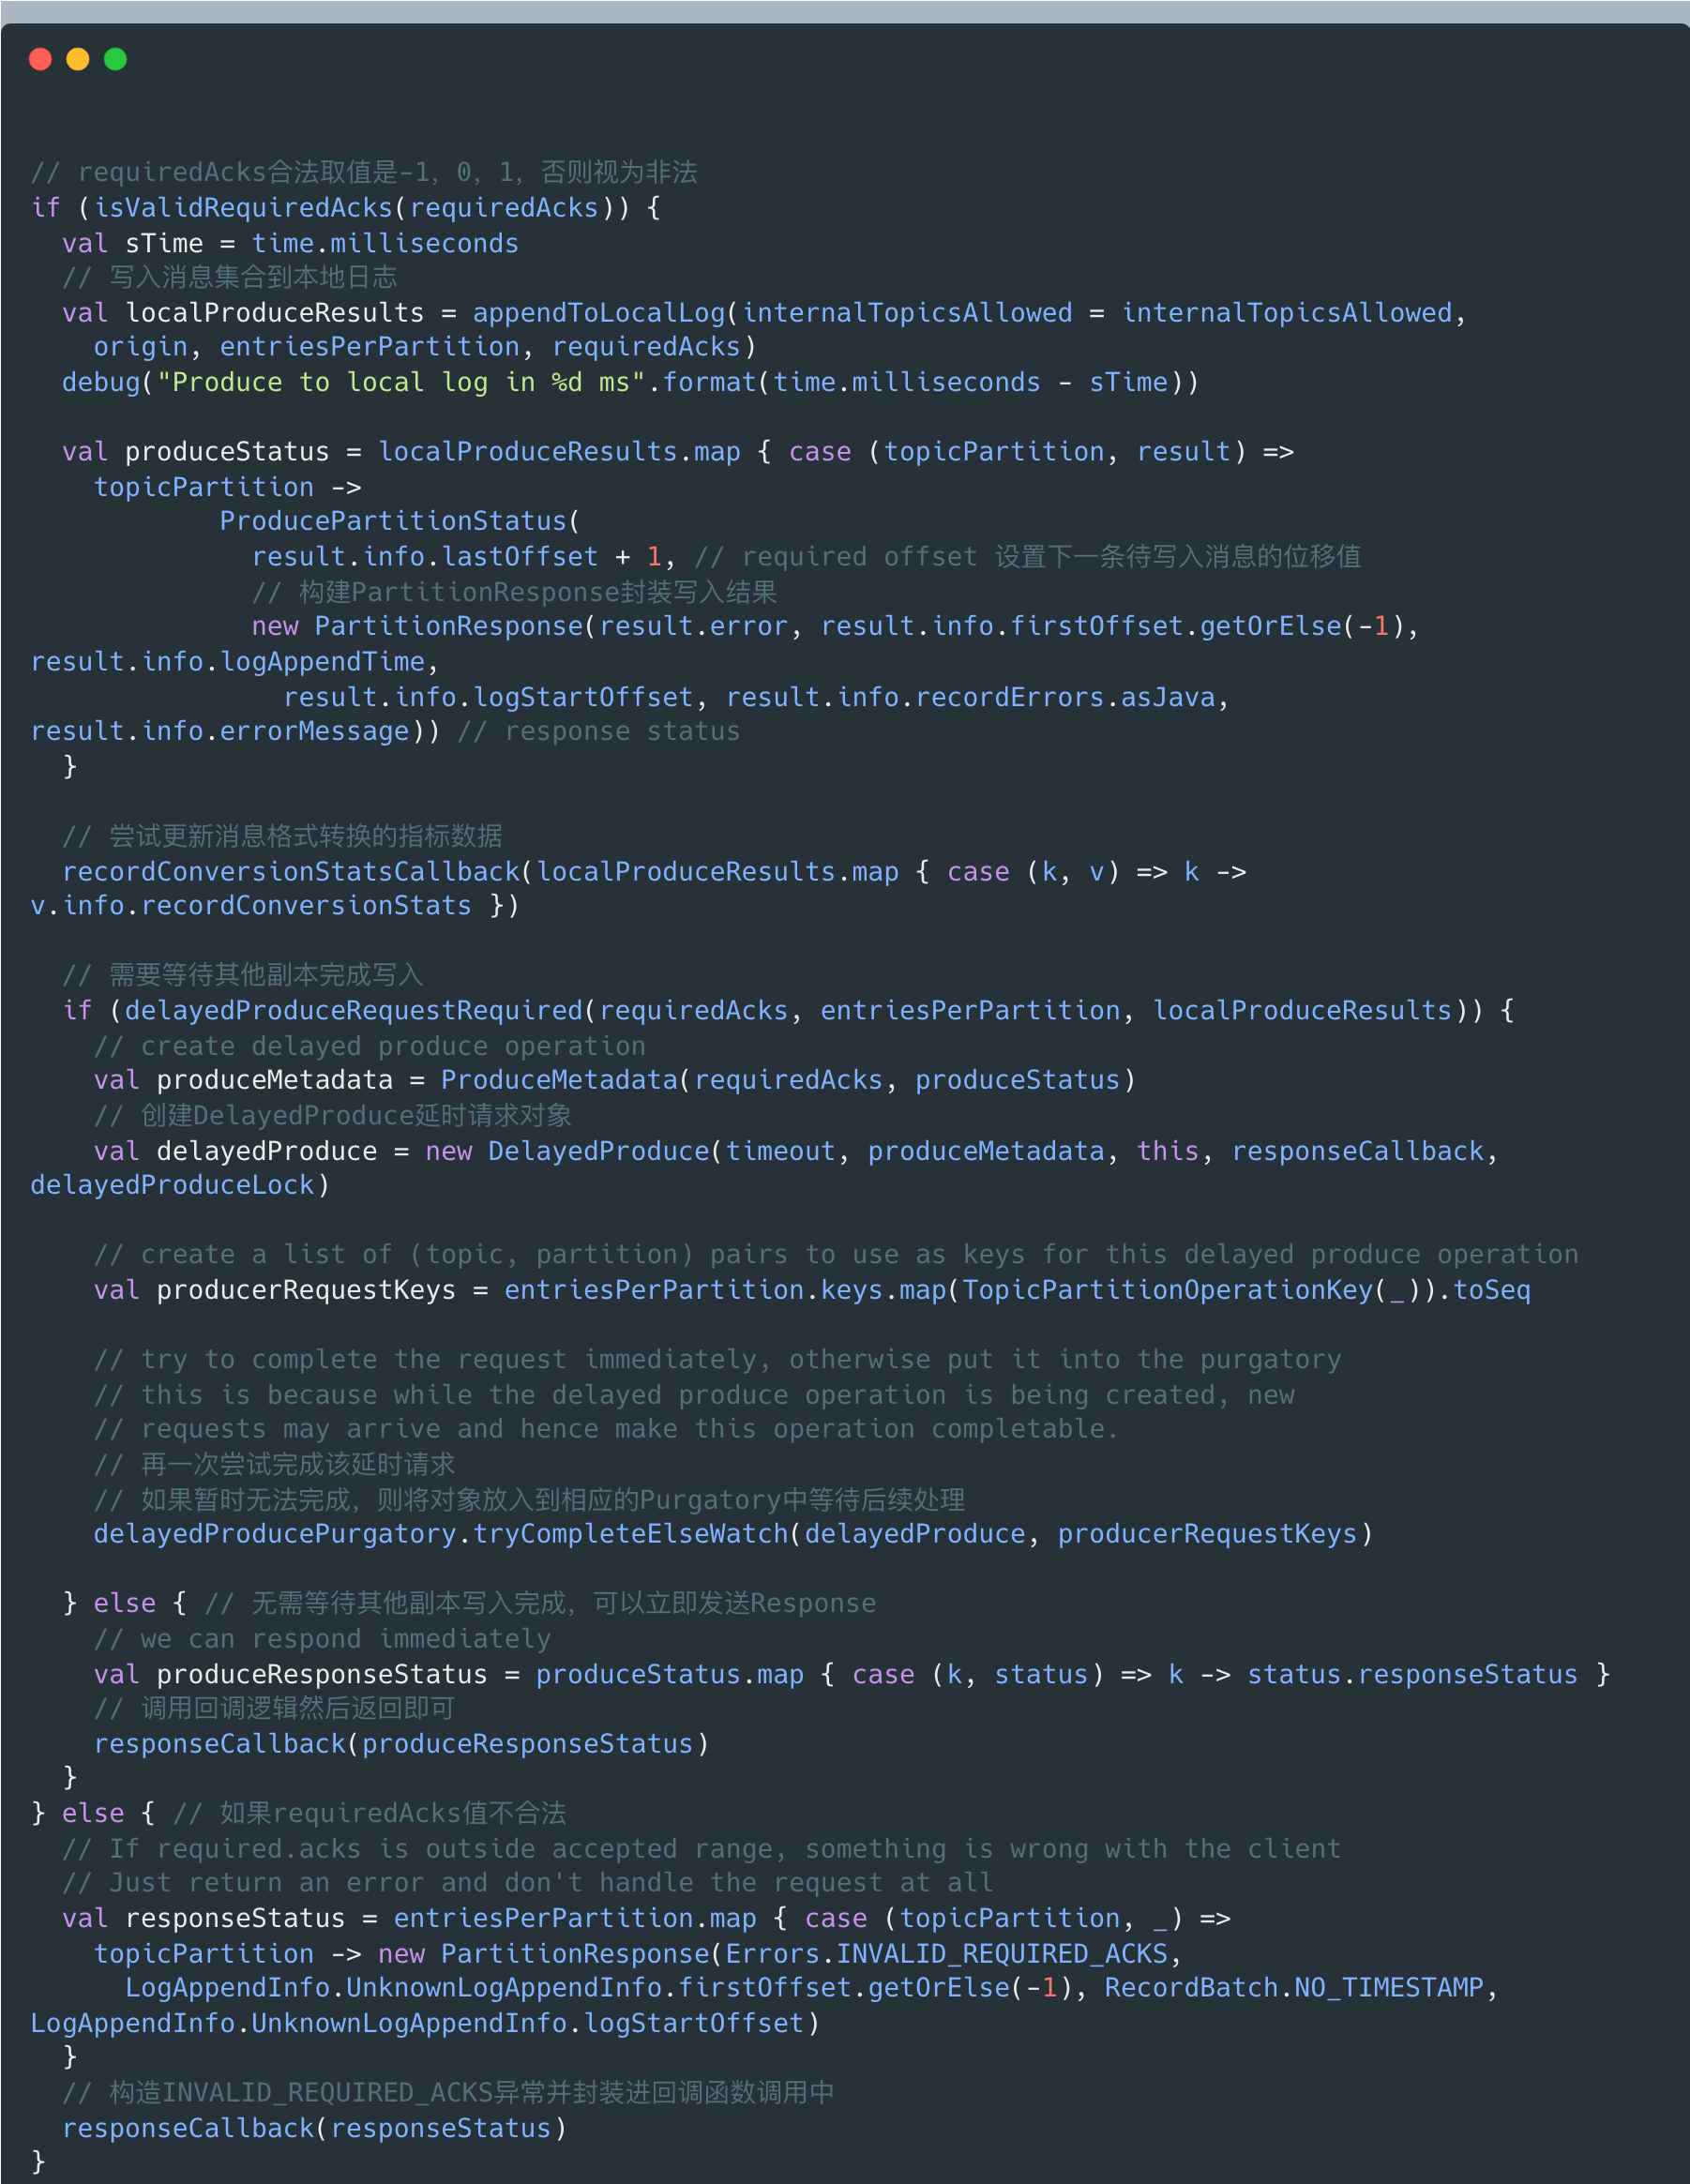 // requiredAcks合法取值是-1，0，1，否则视为非法
if (isValidRequiredAcks(requiredAcks)) {
  val sTime = time.milliseconds
  // 写入消息集合到本地日志
  val localProduceResults = appendToLocalLog(internalTopicsAllowed = internalTopicsAllowed,
    origin, entriesPerPartition, requiredAcks)
  debug("Produce to local log in %d ms".format(time.milliseconds - sTime))

  val produceStatus = localProduceResults.map { case (topicPartition, result) =>
    topicPartition ->
            ProducePartitionStatus(
              result.info.lastOffset + 1, // required offset 设置下一条待写入消息的位移值
              // 构建PartitionResponse封装写入结果
              new PartitionResponse(result.error, result.info.firstOffset.getOrElse(-1),
result.info.logAppendTime,
                result.info.logStartOffset, result.info.recordErrors.asJava,
result.info.errorMessage)) // response status
  }

  // 尝试更新消息格式转换的指标数据
  recordConversionStatsCallback(localProduceResults.map { case (k, v) => k ->
v.info.recordConversionStats })

  // 需要等待其他副本完成写入
  if (delayedProduceRequestRequired(requiredAcks, entriesPerPartition, localProduceResults)) {
    // create delayed produce operation
    val produceMetadata = ProduceMetadata(requiredAcks, produceStatus)
    // 创建DelayedProduce延时请求对象
    val delayedProduce = new DelayedProduce(timeout, produceMetadata, this, responseCallback,
delayedProduceLock)

    // create a list of (topic, partition) pairs to use as keys for this delayed produce operation
    val producerRequestKeys = entriesPerPartition.keys.map(TopicPartitionOperationKey(_)).toSeq

    // try to complete the request immediately, otherwise put it into the purgatory
    // this is because while the delayed produce operation is being created, new
    // requests may arrive and hence make this operation completable.
    // 再一次尝试完成该延时请求
    // 如果暂时无法完成，则将对象放入到相应的Purgatory中等待后续处理
    delayedProducePurgatory.tryCompleteElseWatch(delayedProduce, producerRequestKeys)

  } else { // 无需等待其他副本写入完成，可以立即发送Response
    // we can respond immediately
    val produceResponseStatus = produceStatus.map { case (k, status) => k -> status.responseStatus }
    // 调用回调逻辑然后返回即可
    responseCallback(produceResponseStatus)
  }
} else { // 如果requiredAcks值不合法
  // If required.acks is outside accepted range, something is wrong with the client
  // Just return an error and don't handle the request at all
  val responseStatus = entriesPerPartition.map { case (topicPartition, _) =>
    topicPartition -> new PartitionResponse(Errors.INVALID_REQUIRED_ACKS,
      LogAppendInfo.UnknownLogAppendInfo.firstOffset.getOrElse(-1), RecordBatch.NO_TIMESTAMP,
LogAppendInfo.UnknownLogAppendInfo.logStartOffset)
  }
  // 构造INVALID_REQUIRED_ACKS异常并封装进回调函数调用中
  responseCallback(responseStatus)
}